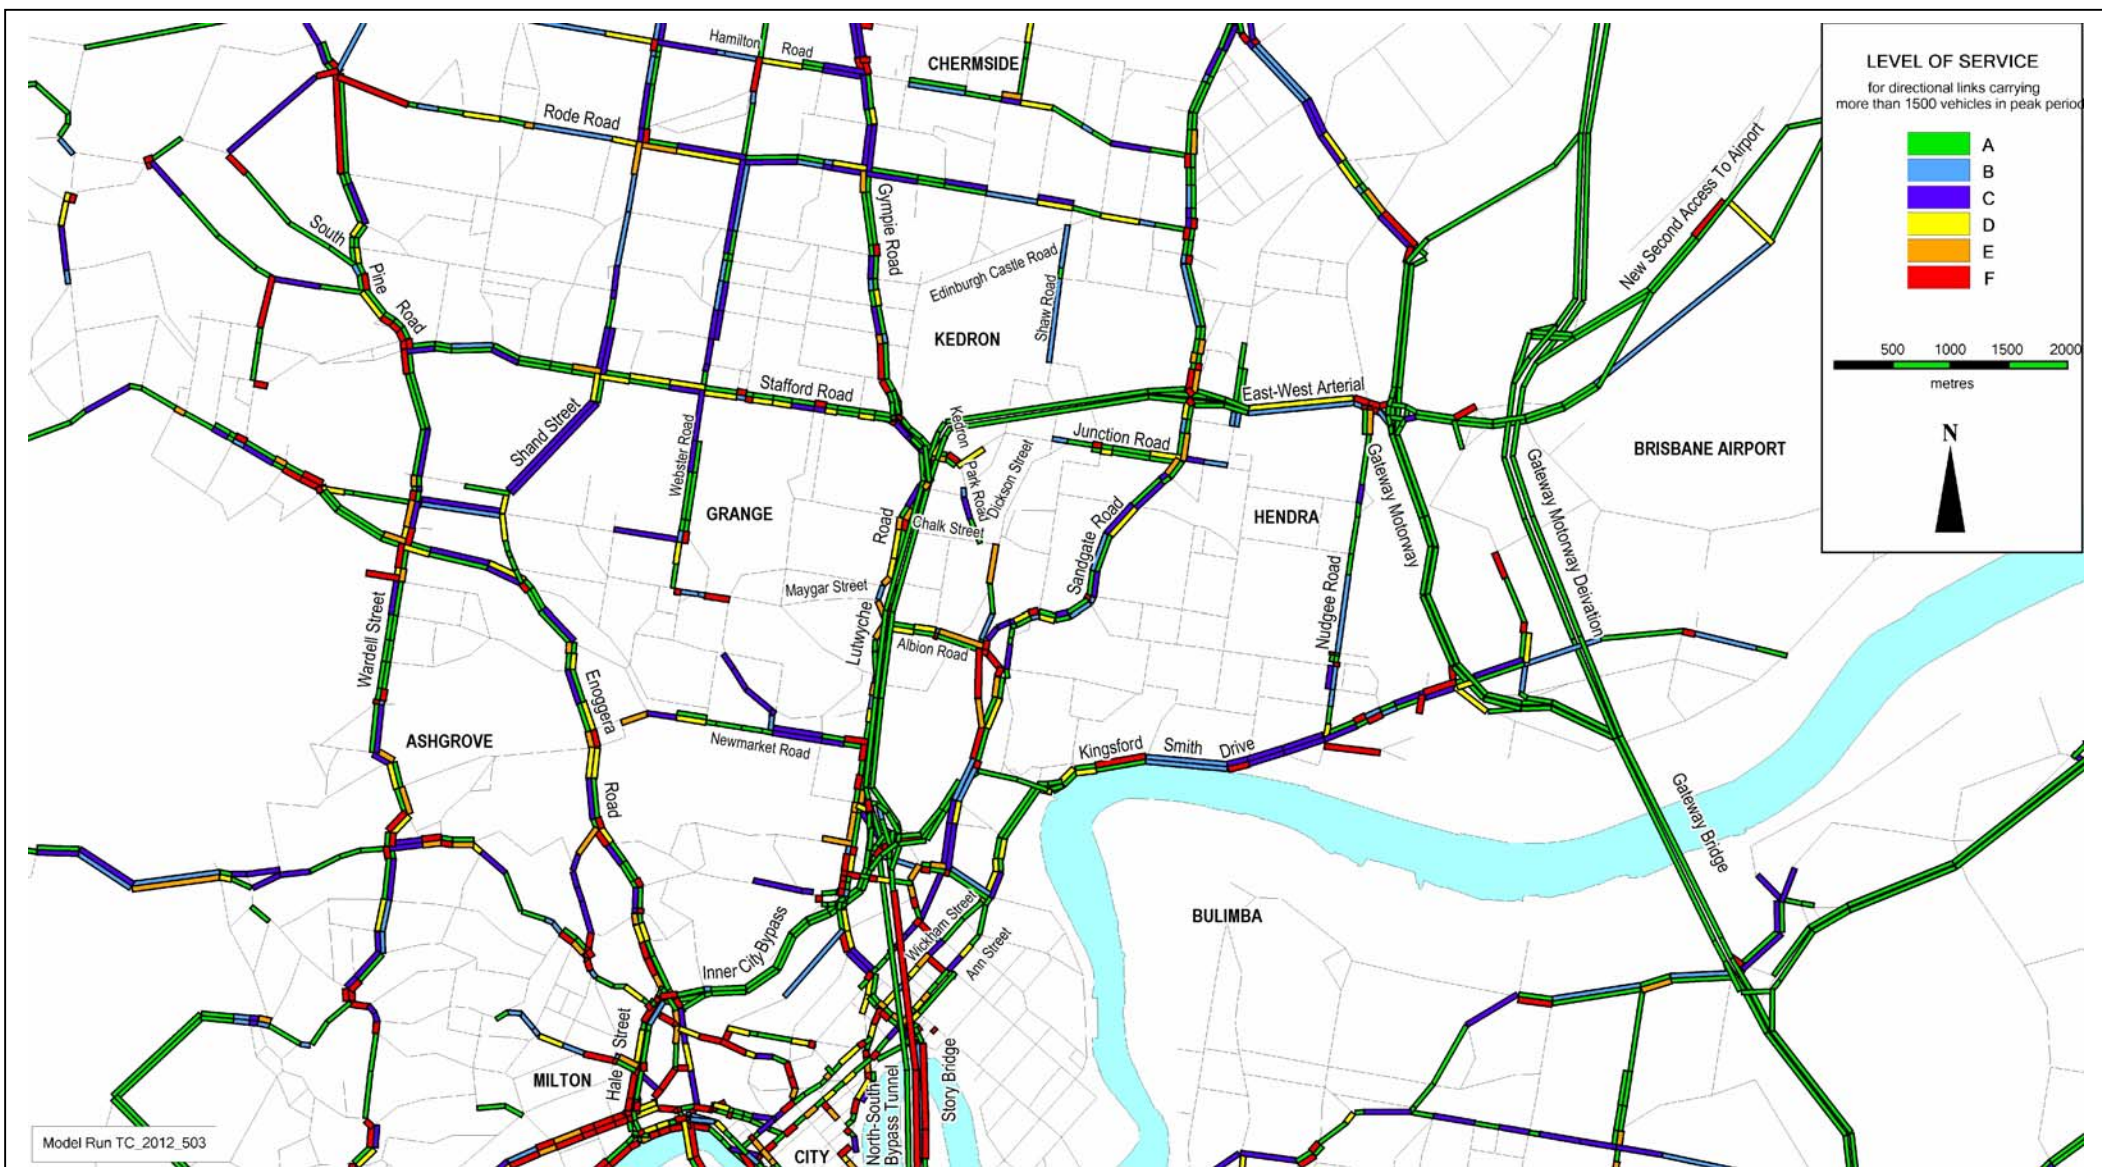 Hamilton Road
CHERMSIDE
Rode Road
Gympie Road
South
Pine
Road
Edinburgh Castle Road
Shaw Road
KEDRON
New Second Access To Airport
LEVEL OF SERVICE
for directional links carrying
more than 1500 vehicles in peak period
A
B
C
D
E
F
500 1000 1500 2000
metres
N
Stafford Road
East-West Arterial
Shand Street
Webster Road
GRANGE
Kedron
Park Road
Junction Road
Dickson Street
Chalk Street
Sandgate Road
HENDRA
Gateway Motorway
Gateway Motorway Deivation
BRISBANE AIRPORT
Nudgee Road
Maygar Street
Lutwyche
Road
Albion Road
Wardell Street
ASHGROVE
Enoggera
Road
Newmarket Road
Kingsford Smith Drive
Gateway Bridge
BULIMBA
Inner City Bypass
Wickham Street
Ann Street
Hale Street
MILTON
CITY
North-South
Bypass Tunnel
Story Bridge
Model Run TC_2012_503